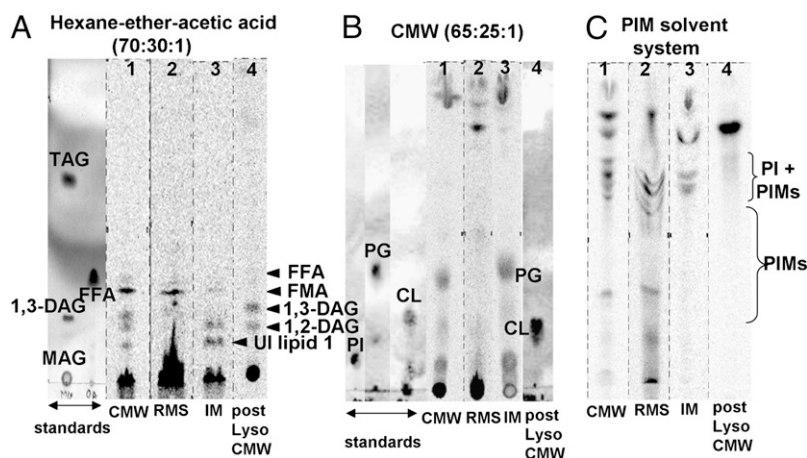 A Hexane-ether-acetic acid
(70:30:1)
1 2 3 4
TAG
FFA
1,3-DAG
MAG
FFA
FMA
1,3-DAG
1,2-DAG
UI lipid 1
standards
CMW RMS IM post
Lyso
CMW
B CMW (65:25:1)
1 2 3 4
PG
CL
PI
PG
CL
standards
CMW RMS IM post
Lyso
CMW
C PIM solvent
system
1 2 3 4
PI +
PIMs
PIMs
CMW RMS IM post
Lyso
CMW